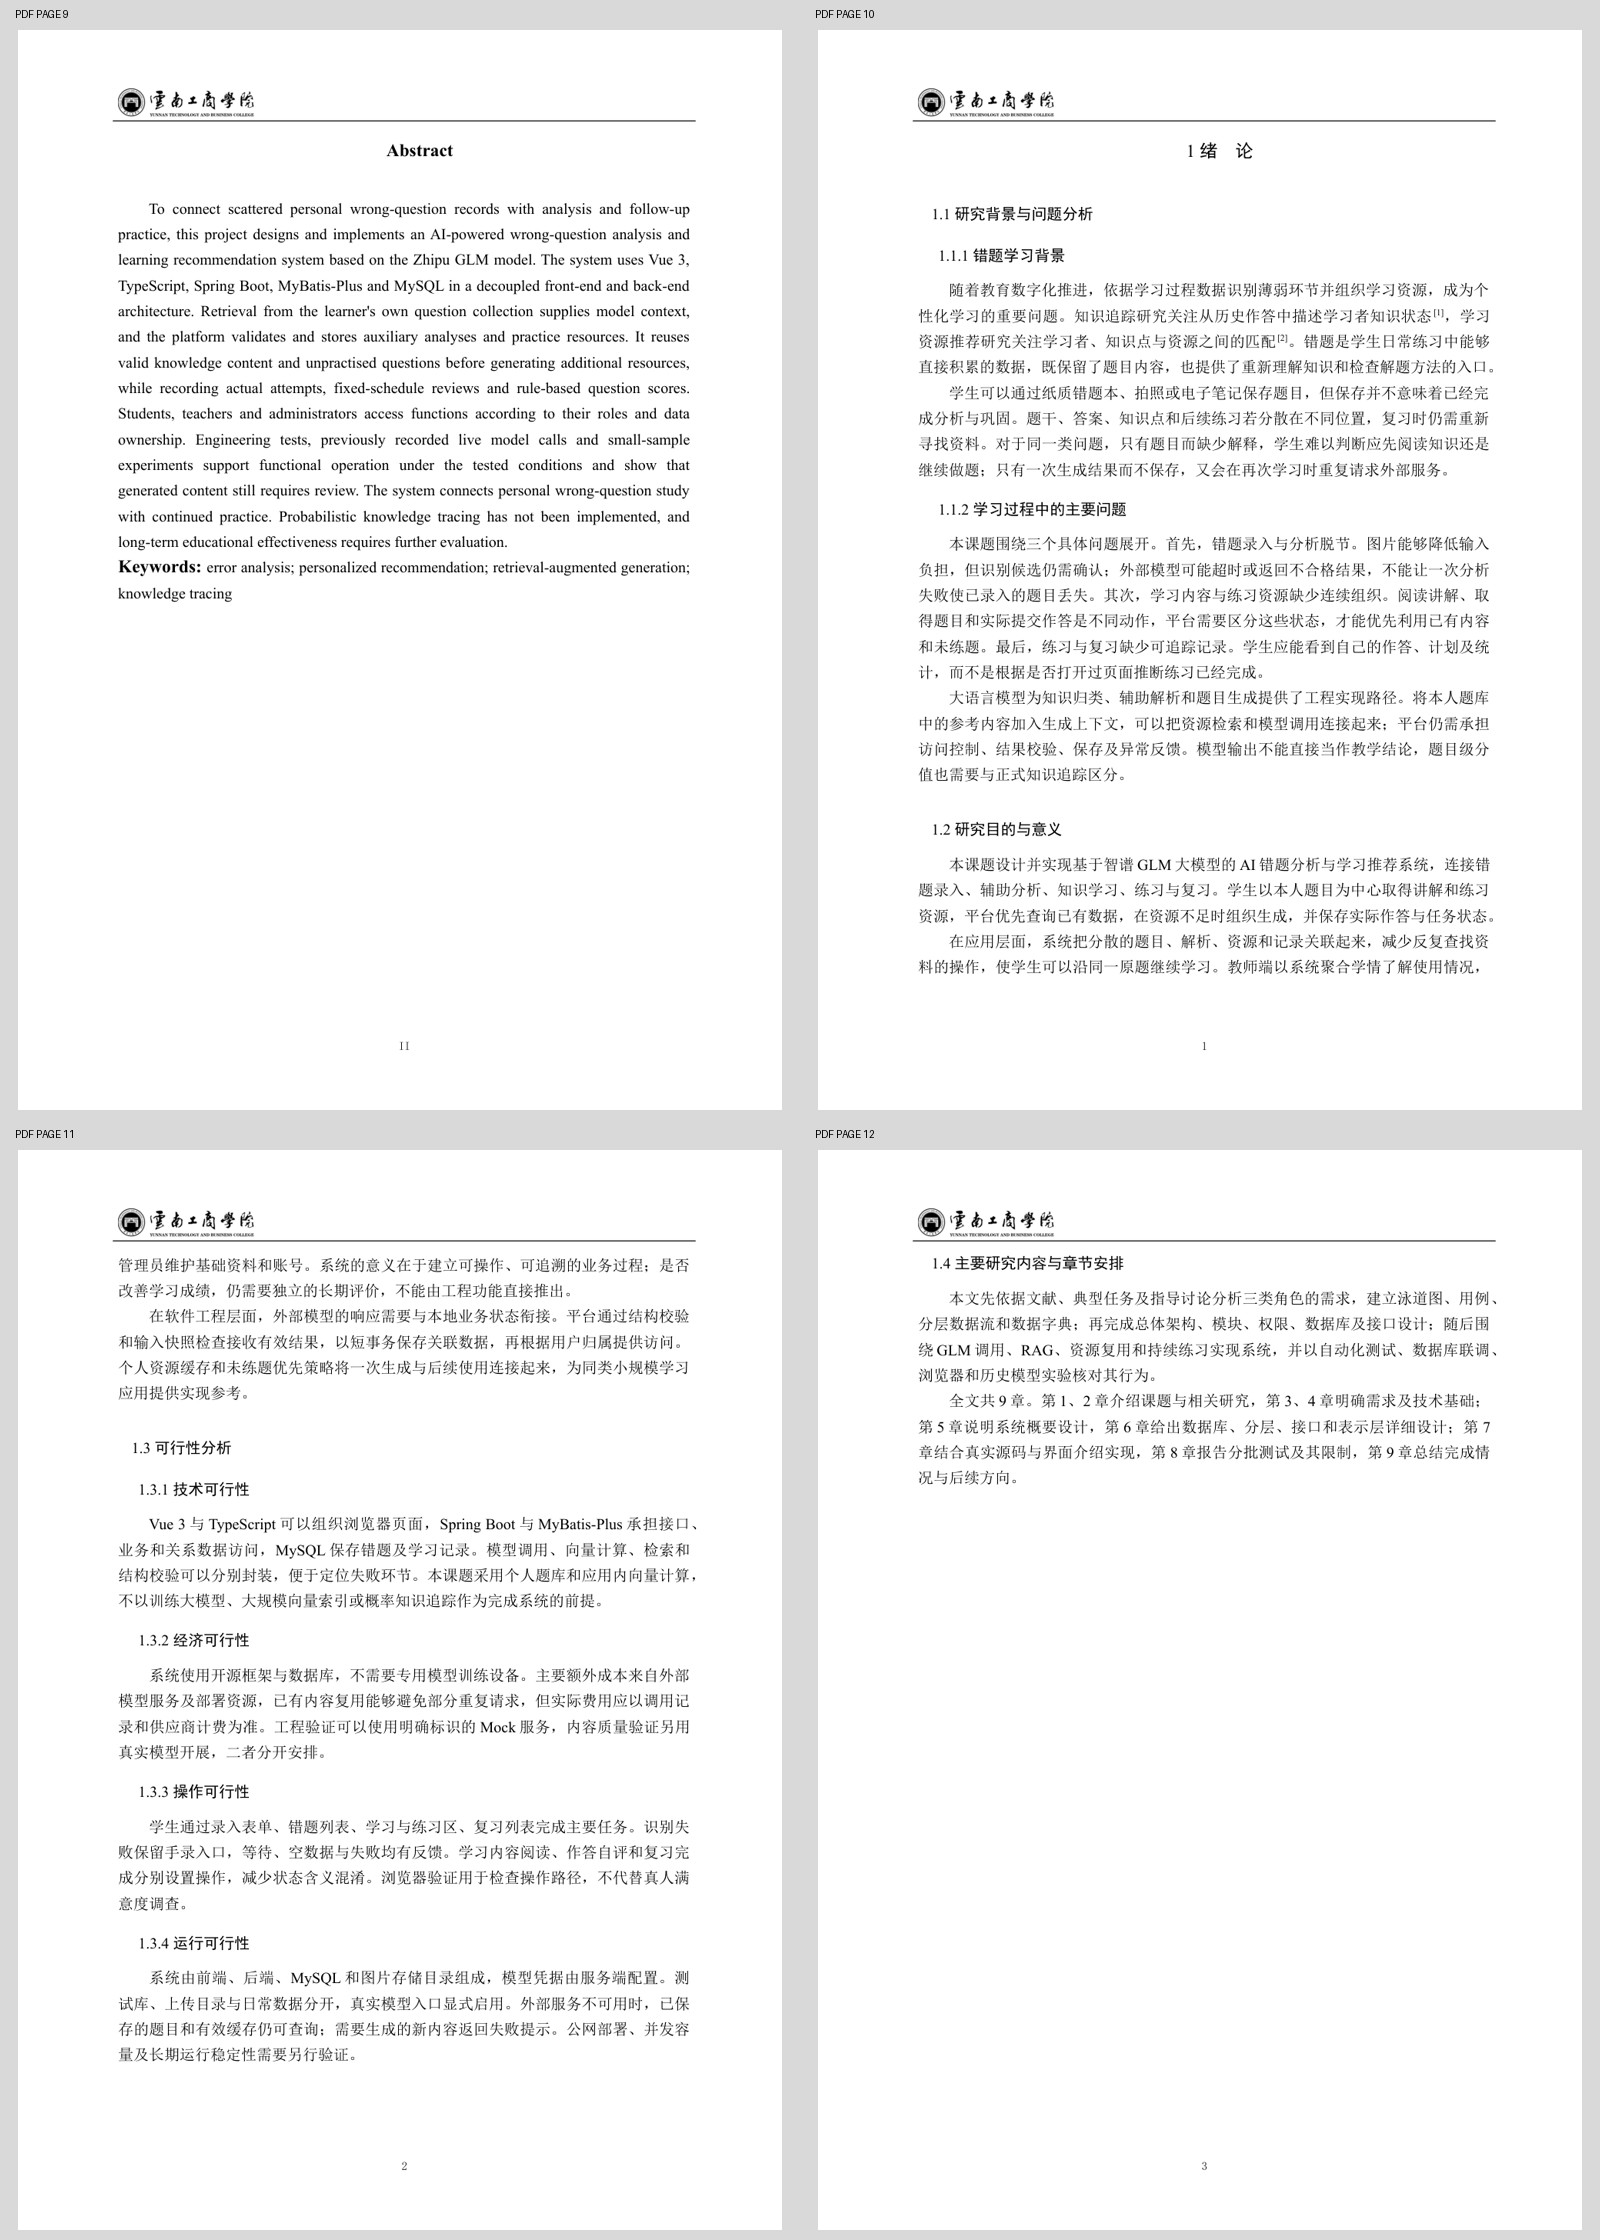 PDF PAGE 9
雲南工商學院
YUNNAN TECHNOLOGY AND BUSINESS COLLEGE
Abstract
To connect scattered personal wrong-question records with analysis and follow-up
practice, this project designs and implements an AI-powered wrong-question analysis and
learning recommendation system based on the Zhipu GLM model. The system uses Vue 3,
TypeScript, Spring Boot, MyBatis-Plus and MySQL in a decoupled front-end and back-end
architecture. Retrieval from the learner's own question collection supplies model context,
and the platform validates and stores auxiliary analyses and practice resources. It reuses
valid knowledge content and unpractised questions before generating additional resources,
while recording actual attempts, fixed-schedule reviews and rule-based question scores.
Students, teachers and administrators access functions according to their roles and data
ownership. Engineering tests, previously recorded live model calls and small-sample
experiments support functional operation under the tested conditions and show that
generated content still requires review. The system connects personal wrong-question study
with continued practice. Probabilistic knowledge tracing has not been implemented, and
long-term educational effectiveness requires further evaluation.
Keywords: error analysis; personalized recommendation; retrieval-augmented generation;
knowledge tracing
II
PDF PAGE 10
雲南工商學院
YUNNAN TECHNOLOGY AND BUSINESS COLLEGE
1 绪　论
1.1 研究背景与问题分析
1.1.1 错题学习背景
随着教育数字化推进，依据学习过程数据识别薄弱环节并组织学习资源，成为个
性化学习的重要问题。知识追踪研究关注从历史作答中描述学习者知识状态[1]，学习
资源推荐研究关注学习者、知识点与资源之间的匹配[2]。错题是学生日常练习中能够
直接积累的数据，既保留了题目内容，也提供了重新理解知识和检查解题方法的入口。
学生可以通过纸质错题本、拍照或电子笔记保存题目，但保存并不意味着已经完
成分析与巩固。题干、答案、知识点和后续练习若分散在不同位置，复习时仍需重新
寻找资料。对于同一类问题，只有题目而缺少解释，学生难以判断应先阅读知识还是
继续做题；只有一次生成结果而不保存，又会在再次学习时重复请求外部服务。
1.1.2 学习过程中的主要问题
本课题围绕三个具体问题展开。首先，错题录入与分析脱节。图片能够降低输入
负担，但识别候选仍需确认；外部模型可能超时或返回不合格结果，不能让一次分析
失败使已录入的题目丢失。其次，学习内容与练习资源缺少连续组织。阅读讲解、取
得题目和实际提交作答是不同动作，平台需要区分这些状态，才能优先利用已有内容
和未练题。最后，练习与复习缺少可追踪记录。学生应能看到自己的作答、计划及统
计，而不是根据是否打开过页面推断练习已经完成。
大语言模型为知识归类、辅助解析和题目生成提供了工程实现路径。将本人题库
中的参考内容加入生成上下文，可以把资源检索和模型调用连接起来；平台仍需承担
访问控制、结果校验、保存及异常反馈。模型输出不能直接当作教学结论，题目级分
值也需要与正式知识追踪区分。
1.2 研究目的与意义
本课题设计并实现基于智谱 GLM 大模型的 AI 错题分析与学习推荐系统，连接错
题录入、辅助分析、知识学习、练习与复习。学生以本人题目为中心取得讲解和练习
资源，平台优先查询已有数据，在资源不足时组织生成，并保存实际作答与任务状态。
在应用层面，系统把分散的题目、解析、资源和记录关联起来，减少反复查找资
料的操作，使学生可以沿同一原题继续学习。教师端以系统聚合学情了解使用情况，
1
PDF PAGE 11
雲南工商學院
YUNNAN TECHNOLOGY AND BUSINESS COLLEGE
管理员维护基础资料和账号。系统的意义在于建立可操作、可追溯的业务过程；是否
改善学习成绩，仍需要独立的长期评价，不能由工程功能直接推出。
在软件工程层面，外部模型的响应需要与本地业务状态衔接。平台通过结构校验
和输入快照检查接收有效结果，以短事务保存关联数据，再根据用户归属提供访问。
个人资源缓存和未练题优先策略将一次生成与后续使用连接起来，为同类小规模学习
应用提供实现参考。
1.3 可行性分析
1.3.1 技术可行性
Vue 3 与 TypeScript 可以组织浏览器页面，Spring Boot 与 MyBatis-Plus 承担接口、
业务和关系数据访问，MySQL 保存错题及学习记录。模型调用、向量计算、检索和
结构校验可以分别封装，便于定位失败环节。本课题采用个人题库和应用内向量计算，
不以训练大模型、大规模向量索引或概率知识追踪作为完成系统的前提。
1.3.2 经济可行性
系统使用开源框架与数据库，不需要专用模型训练设备。主要额外成本来自外部
模型服务及部署资源，已有内容复用能够避免部分重复请求，但实际费用应以调用记
录和供应商计费为准。工程验证可以使用明确标识的 Mock 服务，内容质量验证另用
真实模型开展，二者分开安排。
1.3.3 操作可行性
学生通过录入表单、错题列表、学习与练习区、复习列表完成主要任务。识别失
败保留手录入口，等待、空数据与失败均有反馈。学习内容阅读、作答自评和复习完
成分别设置操作，减少状态含义混淆。浏览器验证用于检查操作路径，不代替真人满
意度调查。
1.3.4 运行可行性
系统由前端、后端、MySQL 和图片存储目录组成，模型凭据由服务端配置。测
试库、上传目录与日常数据分开，真实模型入口显式启用。外部服务不可用时，已保
存的题目和有效缓存仍可查询；需要生成的新内容返回失败提示。公网部署、并发容
量及长期运行稳定性需要另行验证。
2
PDF PAGE 12
雲南工商學院
YUNNAN TECHNOLOGY AND BUSINESS COLLEGE
1.4 主要研究内容与章节安排
本文先依据文献、典型任务及指导讨论分析三类角色的需求，建立泳道图、用例、
分层数据流和数据字典；再完成总体架构、模块、权限、数据库及接口设计；随后围
绕 GLM 调用、RAG、资源复用和持续练习实现系统，并以自动化测试、数据库联调、
浏览器和历史模型实验核对其行为。
全文共 9 章。第 1、2 章介绍课题与相关研究，第 3、4 章明确需求及技术基础；
第 5 章说明系统概要设计，第 6 章给出数据库、分层、接口和表示层详细设计；第 7
章结合真实源码与界面介绍实现，第 8 章报告分批测试及其限制，第 9 章总结完成情
况与后续方向。
3